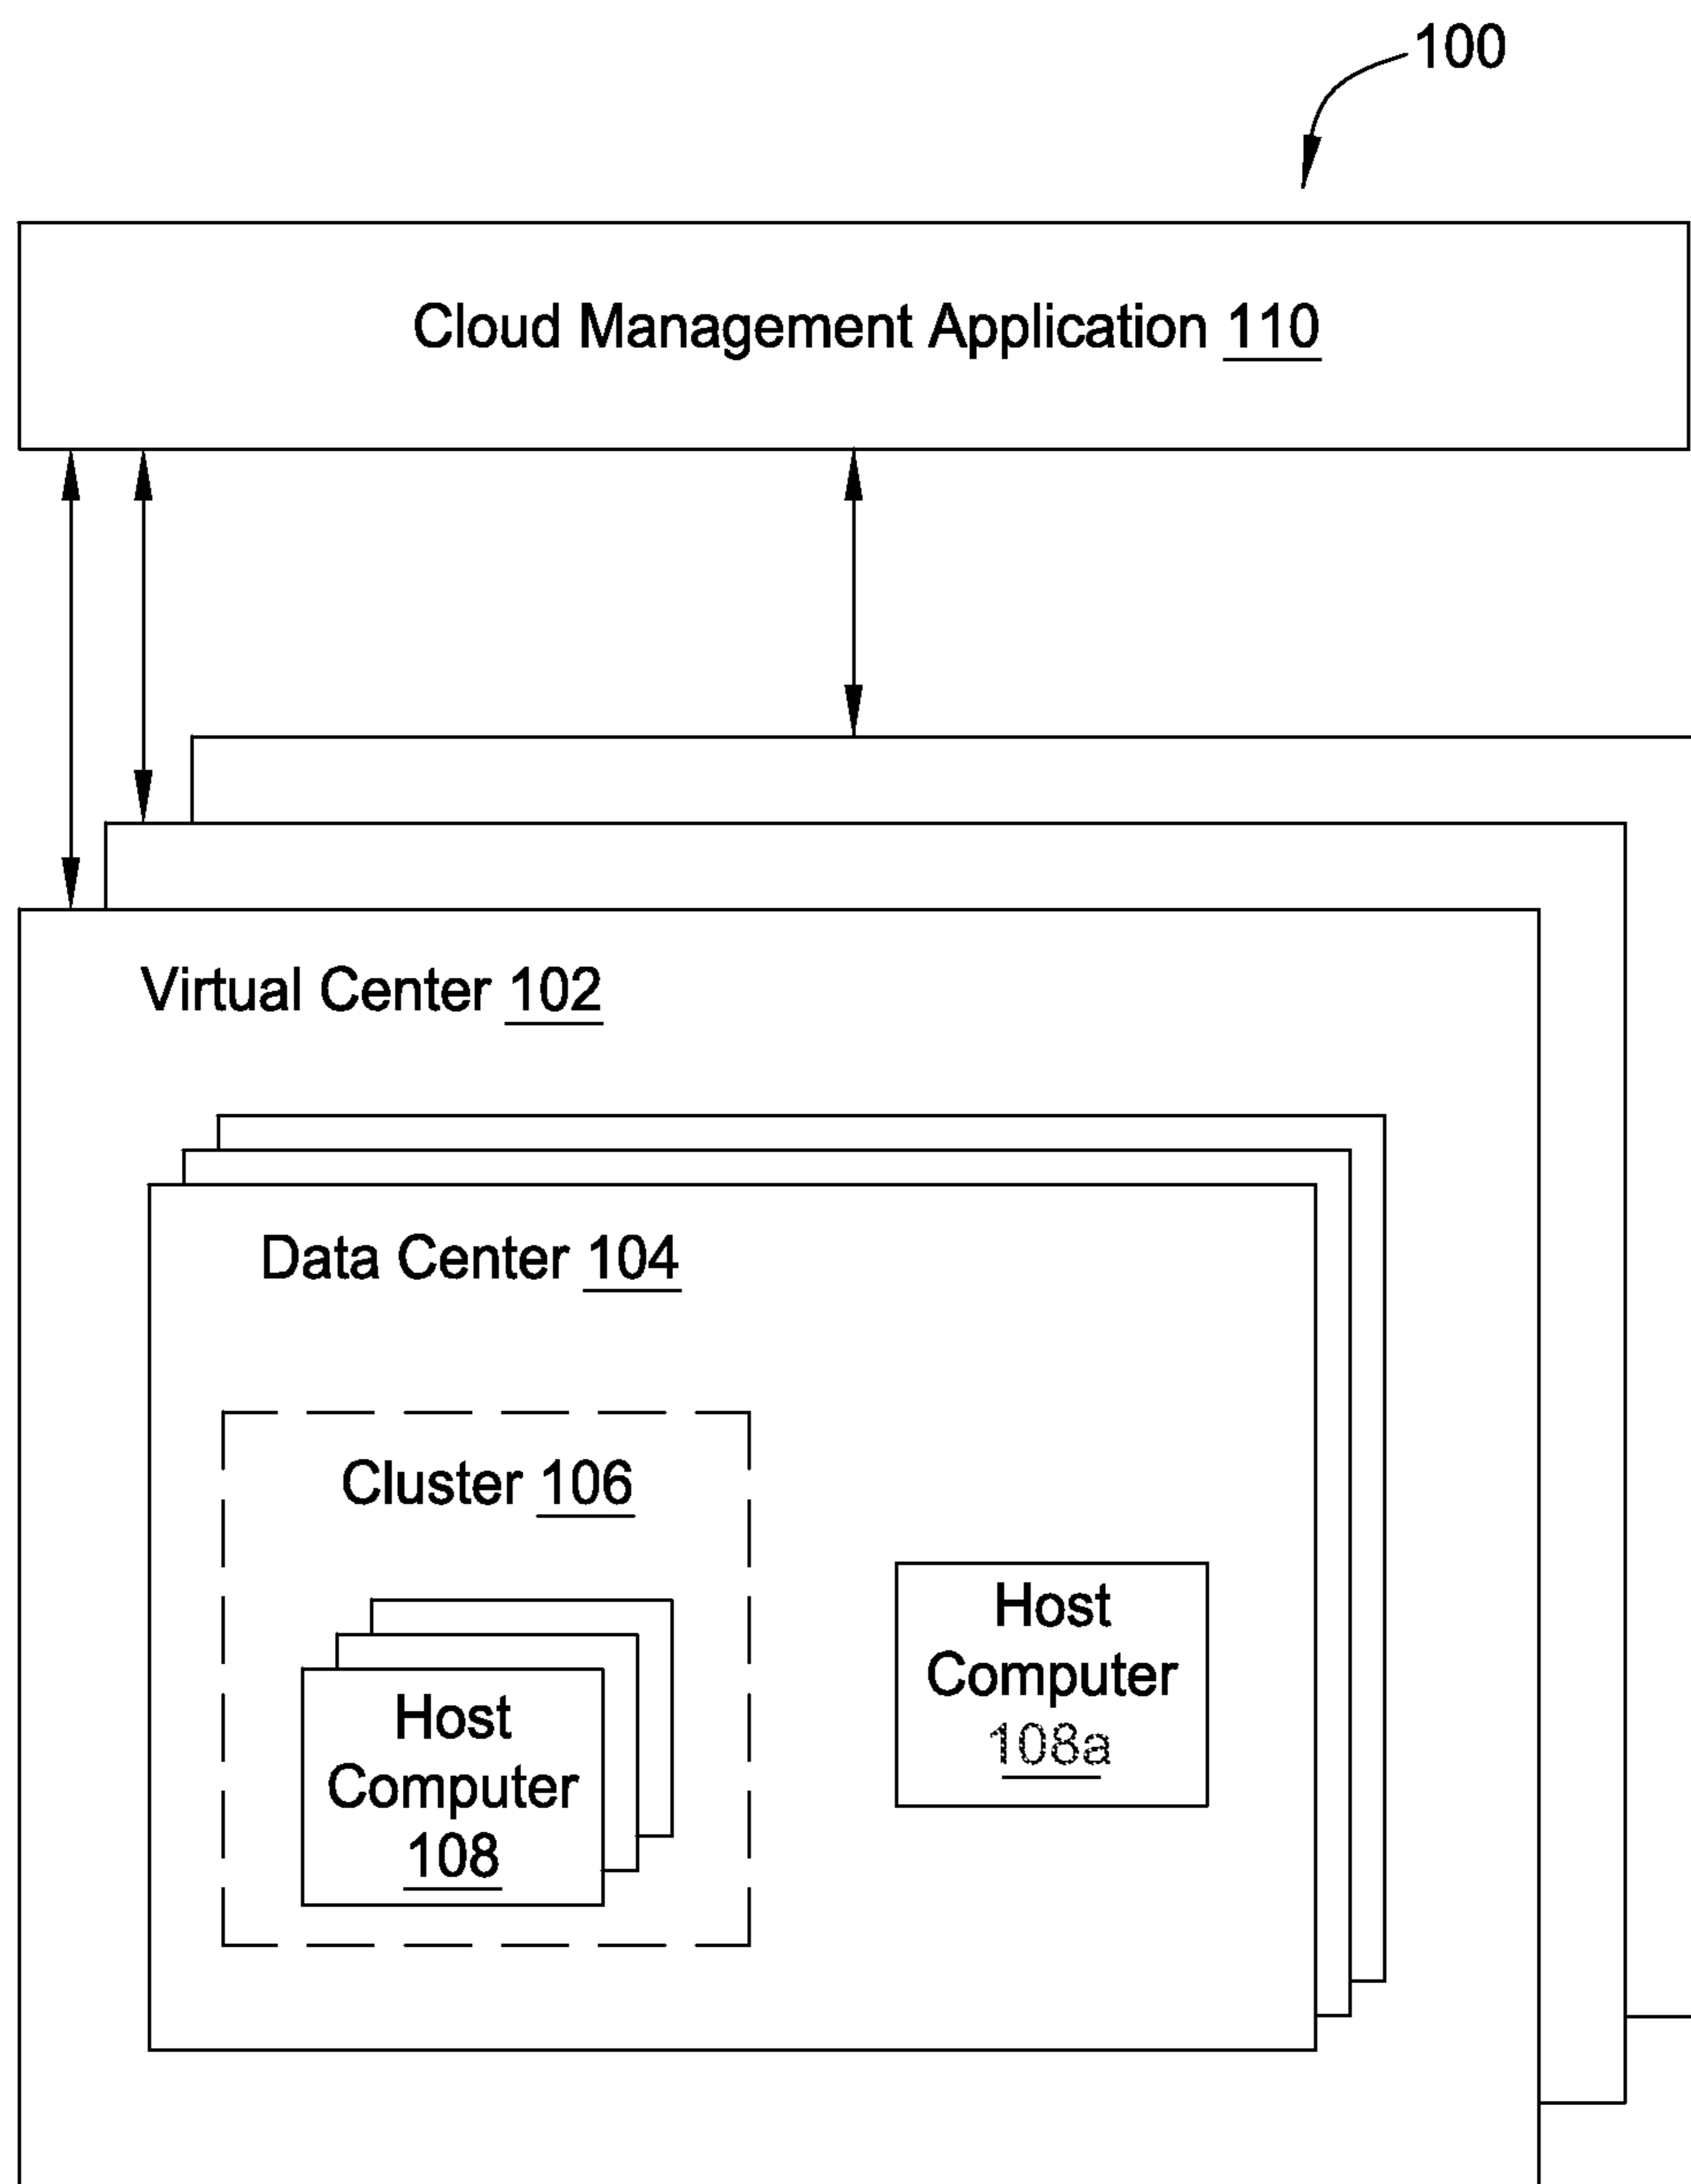 100
Cloud Management Application 110
Virtual Center 102
Data Center 104
Cluster 106
Host
Computer
108
Host
Computer
108a